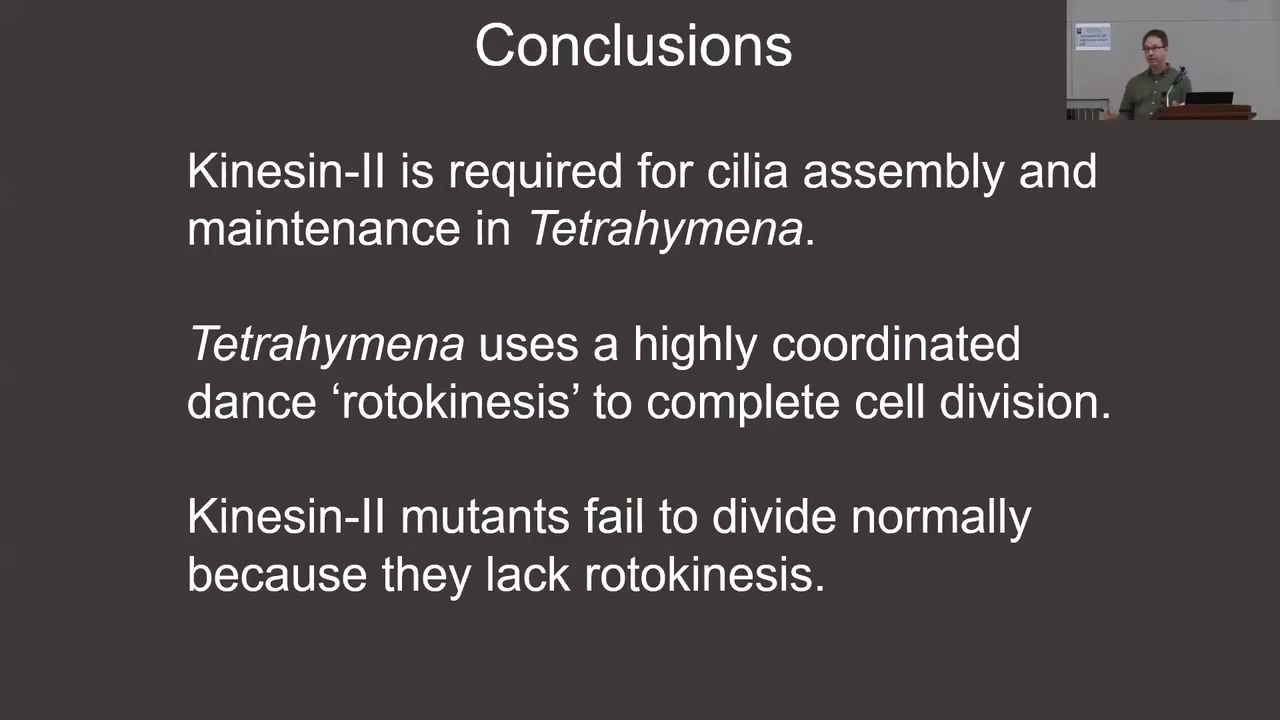 Conclusions
Kinesin-II is required for cilia assembly and
maintenance in Tetrahymena.
Tetrahymena uses a highly coordinated
dance ‘rotokinesis’ to complete cell division.
Kinesin-II mutants fail to divide normally
because they lack rotokinesis.